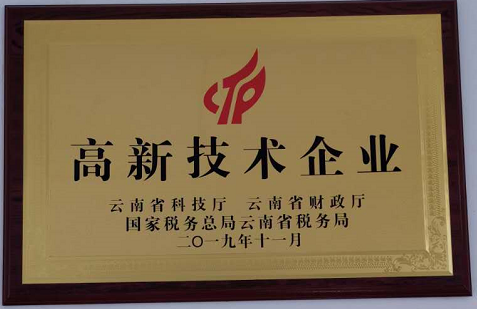 CTP
高新技术企业
云南省科技厅 云南省财政厅
国家税务总局云南省税务局
二〇一九年十一月